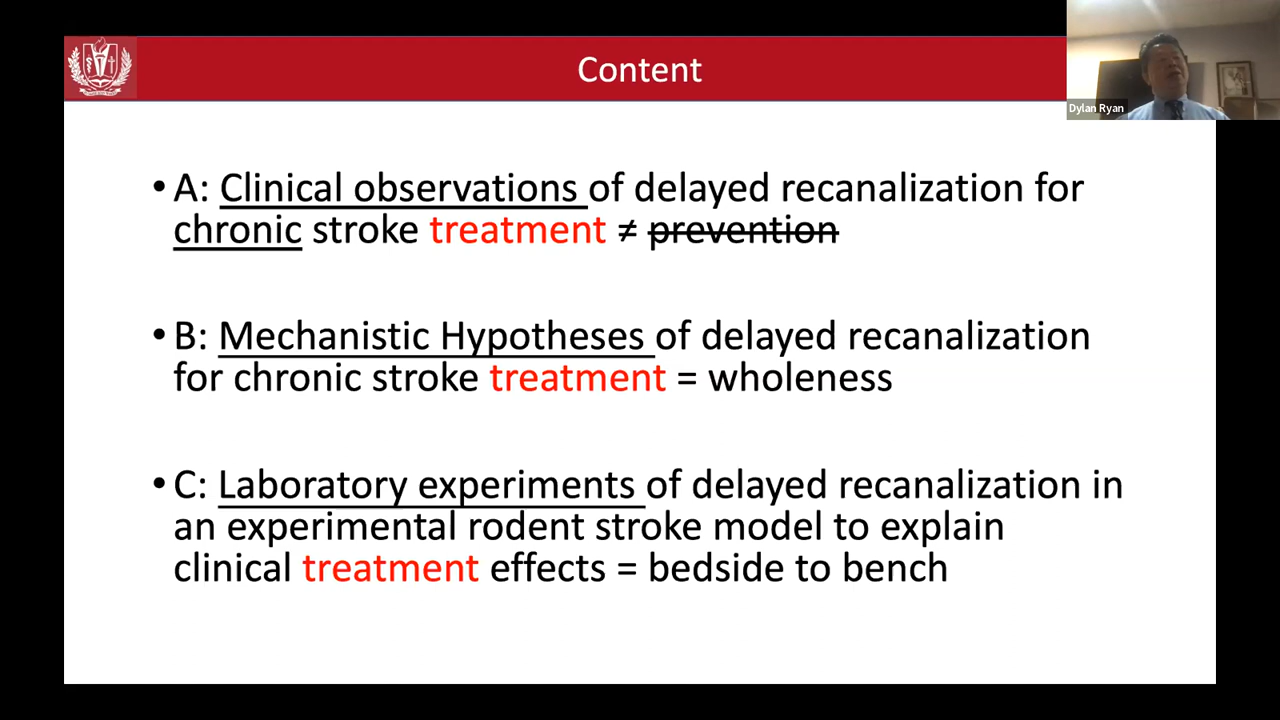 Content
Dylan Ryan
• A: Clinical observations of delayed recanalization for
chronic stroke treatment ≠ prevention
• B: Mechanistic Hypotheses of delayed recanalization
for chronic stroke treatment = wholeness
• C: Laboratory experiments of delayed recanalization in
an experimental rodent stroke model to explain
clinical treatment effects = bedside to bench